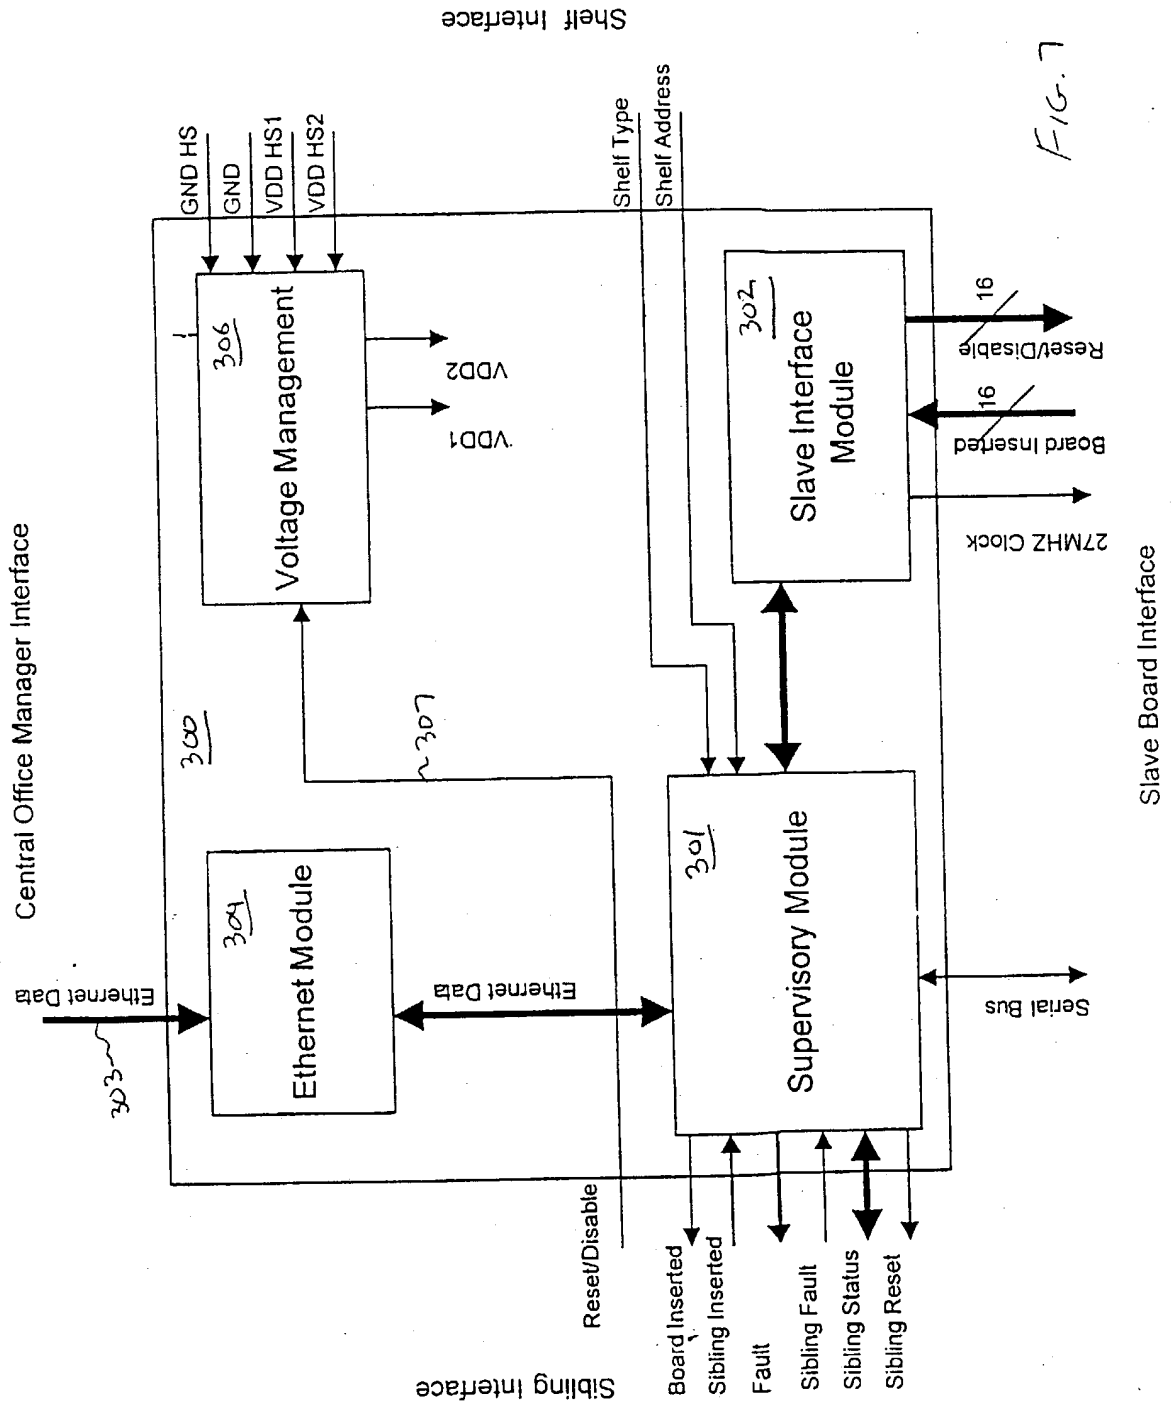 Central Office Manager Interface
Ethernet Data
303
300
304
Ethernet Module
Ethernet Data
307
306
Voltage Management
GND HS
GND
VDD HS1
VDD HS2
VDD1
VDD2
Shelf Interface
Shelf Type
Shelf Address
Sibling Interface
Reset/Disable
Board Inserted
Sibling Inserted
Fault
Sibling Fault
Sibling Status
Sibling Reset
301
Supervisory Module
Serial Bus
302
Slave Interface
Module
27MHZ Clock
16
Board Inserted
16
Reset/Disable
Slave Board Interface
FIG. 7